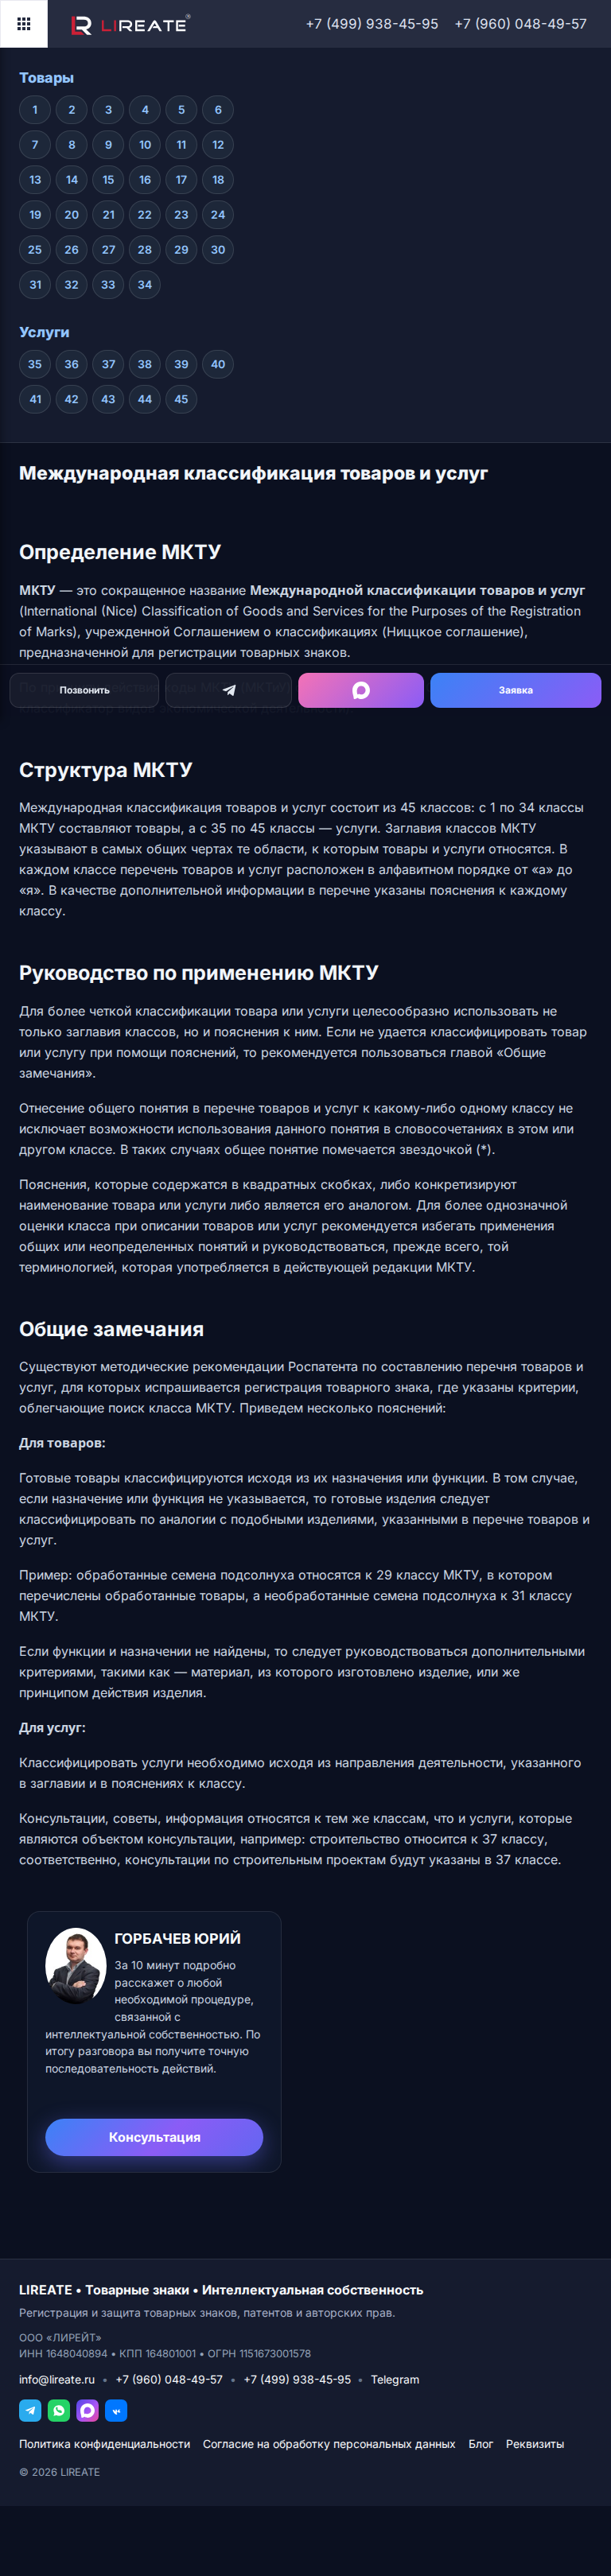 LIREATE®
+7 (499) 938-45-95 +7 (960) 048-49-57
Товары
1 2 3 4 5 6
7 8 9 10 11 12
13 14 15 16 17 18
19 20 21 22 23 24
25 26 27 28 29 30
31 32 33 34
Услуги
35 36 37 38 39 40
41 42 43 44 45
Международная классификация товаров и услуг
Определение МКТУ
МКТУ — это сокращенное название Международной классификации товаров и услуг
(International (Nice) Classification of Goods and Services for the Purposes of the Registration
of Marks), учрежденной Соглашением о классификациях (Ниццкое соглашение),
предназначенной для регистрации товарных знаков.
Позвонить
Заявка
Структура МКТУ
Международная классификация товаров и услуг состоит из 45 классов: с 1 по 34 классы
МКТУ составляют товары, а с 35 по 45 классы — услуги. Заглавия классов МКТУ
указывают в самых общих чертах те области, к которым товары и услуги относятся. В
каждом классе перечень товаров и услуг расположен в алфавитном порядке от «а» до
«я». В качестве дополнительной информации в перечне указаны пояснения к каждому
классу.
Руководство по применению МКТУ
Для более четкой классификации товара или услуги целесообразно использовать не
только заглавия классов, но и пояснения к ним. Если не удается классифицировать товар
или услугу при помощи пояснений, то рекомендуется пользоваться главой «Общие
замечания».
Отнесение общего понятия в перечне товаров и услуг к какому-либо одному классу не
исключает возможности использования данного понятия в словосочетаниях в этом или
другом классе. В таких случаях общее понятие помечается звездочкой (*).
Пояснения, которые содержатся в квадратных скобках, либо конкретизируют
наименование товара или услуги либо является его аналогом. Для более однозначной
оценки класса при описании товаров или услуг рекомендуется избегать применения
общих или неопределенных понятий и руководствоваться, прежде всего, той
терминологией, которая употребляется в действующей редакции МКТУ.
Общие замечания
Существуют методические рекомендации Роспатента по составлению перечня товаров и
услуг, для которых испрашивается регистрация товарного знака, где указаны критерии,
облегчающие поиск класса МКТУ. Приведем несколько пояснений:
Для товаров:
Готовые товары классифицируются исходя из их назначения или функции. В том случае,
если назначение или функция не указывается, то готовые изделия следует
классифицировать по аналогии с подобными изделиями, указанными в перечне товаров и
услуг.
Пример: обработанные семена подсолнуха относятся к 29 классу МКТУ, в котором
перечислены обработанные товары, а необработанные семена подсолнуха к 31 классу
МКТУ.
Если функции и назначении не найдены, то следует руководствоваться дополнительными
критериями, такими как — материал, из которого изготовлено изделие, или же
принципом действия изделия.
Для услуг:
Классифицировать услуги необходимо исходя из направления деятельности, указанного
в заглавии и в пояснениях к классу.
Консультации, советы, информация относятся к тем же классам, что и услуги, которые
являются объектом консультации, например: строительство относится к 37 классу,
соответственно, консультации по строительным проектам будут указаны в 37 классе.
ГОРБАЧЕВ ЮРИЙ
За 10 минут подробно
расскажет о любой
необходимой процедуре,
связанной с
интеллектуальной собственностью. По
итогу разговора вы получите точную
последовательность действий.
Консультация
LIREATE • Товарные знаки • Интеллектуальная собственность
Регистрация и защита товарных знаков, патентов и авторских прав.
ООО «ЛИРЕЙТ»
ИНН 1648040894 • КПП 164801001 • ОГРН 1151673001578
info@lireate.ru • +7 (960) 048-49-57 • +7 (499) 938-45-95 • Telegram
Политика конфиденциальности Согласие на обработку персональных данных Блог Реквизиты
© 2026 LIREATE